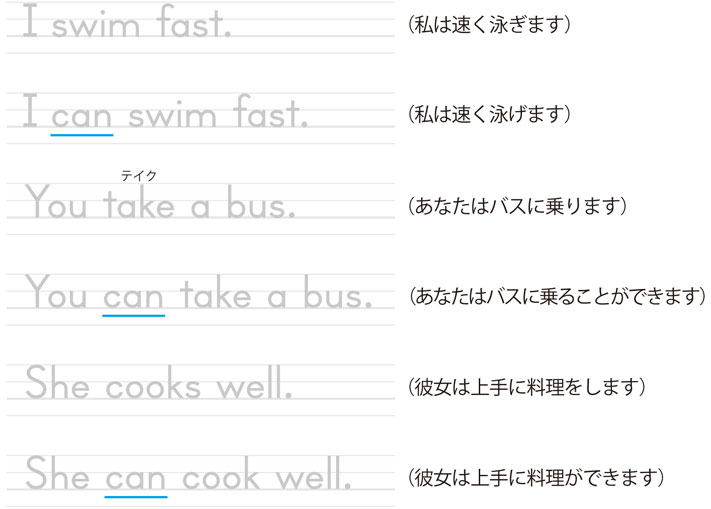 I swim fast. （私は速く泳ぎます）
I can swim fast. （私は速く泳げます）
テイク
You take a bus. （あなたはバスに乗ります）
You can take a bus. （あなたはバスに乗ることができます）
She cooks well. （彼女は上手に料理をします）
She can cook well. （彼女は上手に料理ができます）